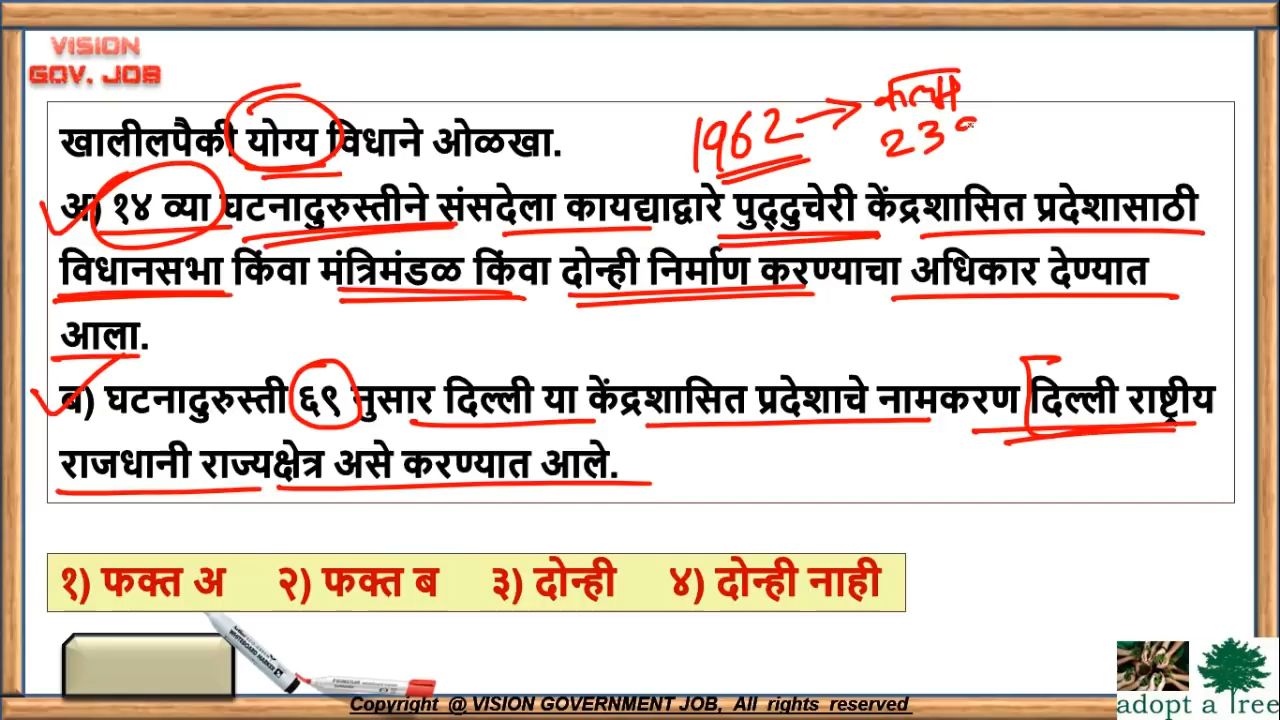 VISION
GOV. JOB
1962 → कलम
239
खालीलपैकी योग्य विधाने ओळखा.
अ) १४ व्या घटनादुरुस्तीने संसदेला कायद्याद्वारे पुद्दुचेरी केंद्रशासित प्रदेशासाठी
विधानसभा किंवा मंत्रिमंडळ किंवा दोन्ही निर्माण करण्याचा अधिकार देण्यात
आला.
ब) घटनादुरुस्ती ६९ नुसार दिल्ली या केंद्रशासित प्रदेशाचे नामकरण दिल्ली राष्ट्रीय
राजधानी राज्यक्षेत्र असे करण्यात आले.
१) फक्त अ २) फक्त ब ३) दोन्ही ४) दोन्ही नाही
WHITEBOARD MARKER
Copyright @ VISION GOVERNMENT JOB, All rights reserved
adopt a Tree